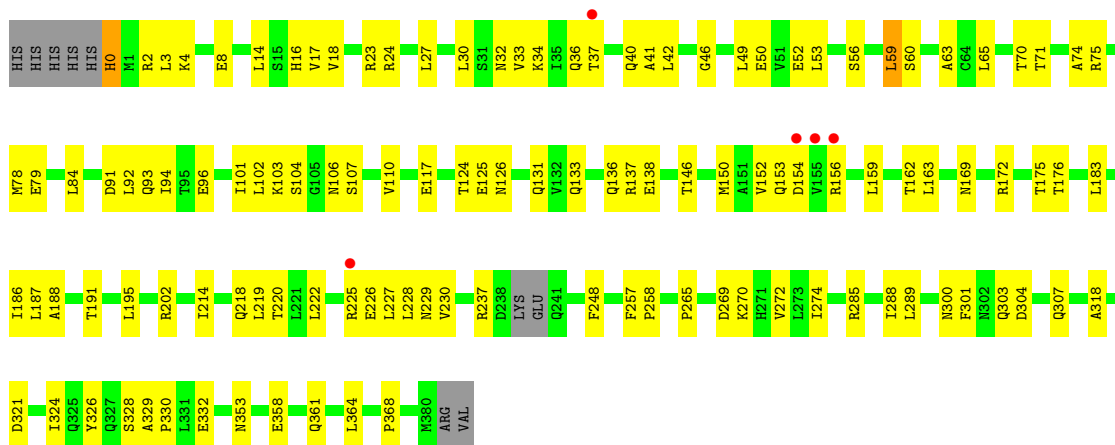 HIS HIS HIS HIS HIS H0 M1 R2 L3 K4 E8 L14 S15 H16 V17 V18 R23 R24 L27 L30 S31 N32 V33 K34 I35 Q36 T37 Q40 A41 L42 G46 L49 E50 V51 E52 L53 S56 L59 S60 A63 C64 L65 T70 T71 A74 R75
M78 E79 L84 D91 L92 Q93 I94 T95 E96 I101 L102 K103 S104 G105 N106 S107 V110 E117 T124 E125 N126 Q131 V132 Q133 Q136 R137 E138 T146 M150 A151 V152 Q153 D154 V155 R156 L159 T162 L163 N169 R172 T175 T176 L183
I186 L187 A188 T191 L195 R202 I214 Q218 L219 T220 L221 L222 R225 E226 L227 L228 N229 V230 R237 D238 LYS GLU Q241 F248 F257 P258 P265 D269 K270 H271 V272 L273 I274 R285 I288 L289 N300 F301 N302 Q303 D304 Q307 A318
D321 I324 Q325 Y326 Q327 S328 A329 P330 L331 E332 N353 E358 Q361 L364 P368 M380 ARG VAL